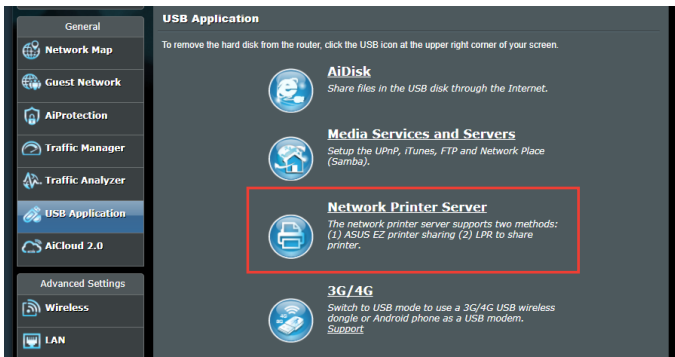 General
Network Map
Guest Network
AiProtection
Traffic Manager
Traffic Analyzer
USB Application
AiCloud 2.0
Advanced Settings
Wireless
LAN
USB Application
To remove the hard disk from the router, click the USB icon at the upper right corner of your screen.
AiDisk
Share files in the USB disk through the Internet.
Media Services and Servers
Setup the UPnP, iTunes, FTP and Network Place
(Samba).
Network Printer Server
The network printer server supports two methods:
(1) ASUS EZ printer sharing (2) LPR to share
printer.
3G/4G
Switch to USB mode to use a 3G/4G USB wireless
dongle or Android phone as a USB modem.
Support